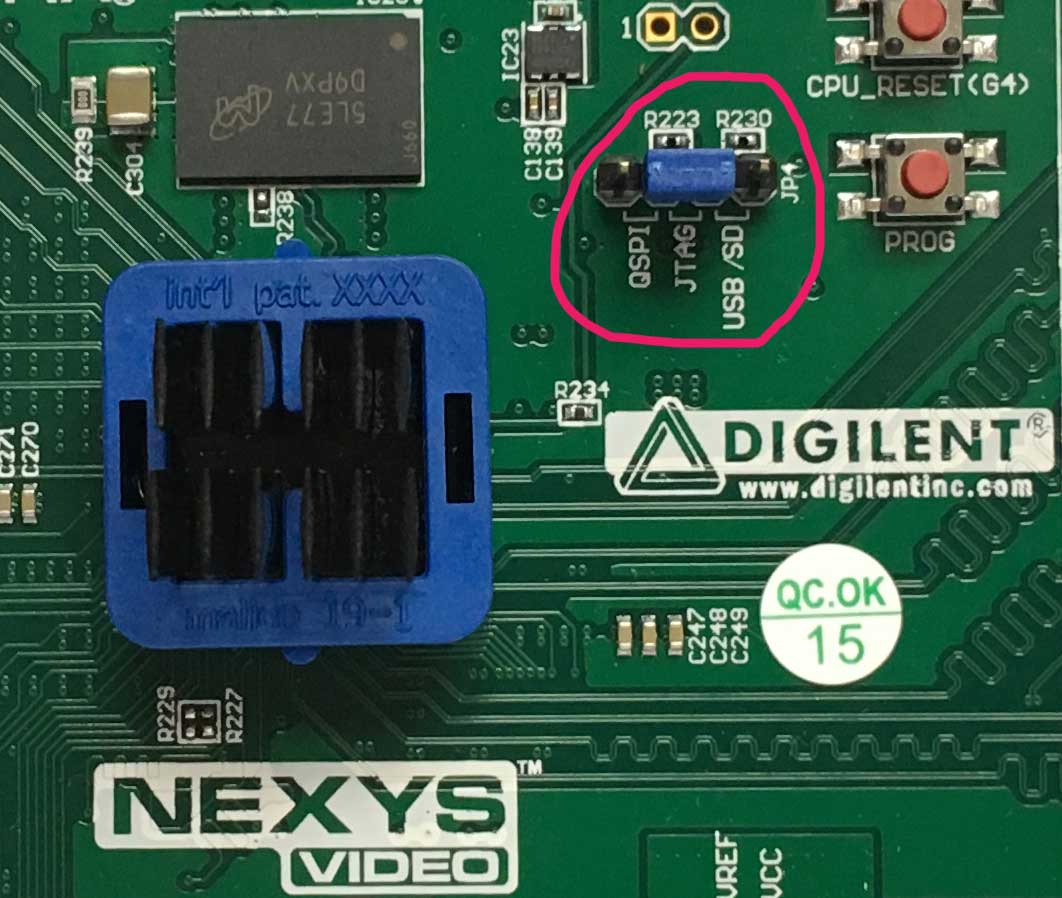 IC23
1
5LE77
D9PXV
J560
R239
C304
R238
C138
C139
R223
R230
JP4
QSPI
JTAG
USB /SD
CPU_RESET(G4)
PROG
Int'l pat. XXXX
19-1
R234
DIGILENT®
www.digilentinc.com
C271
C270
QC.OK
15
C247
C248
C249
R229
R227
NEXYS™
VIDEO
VREF
VCC